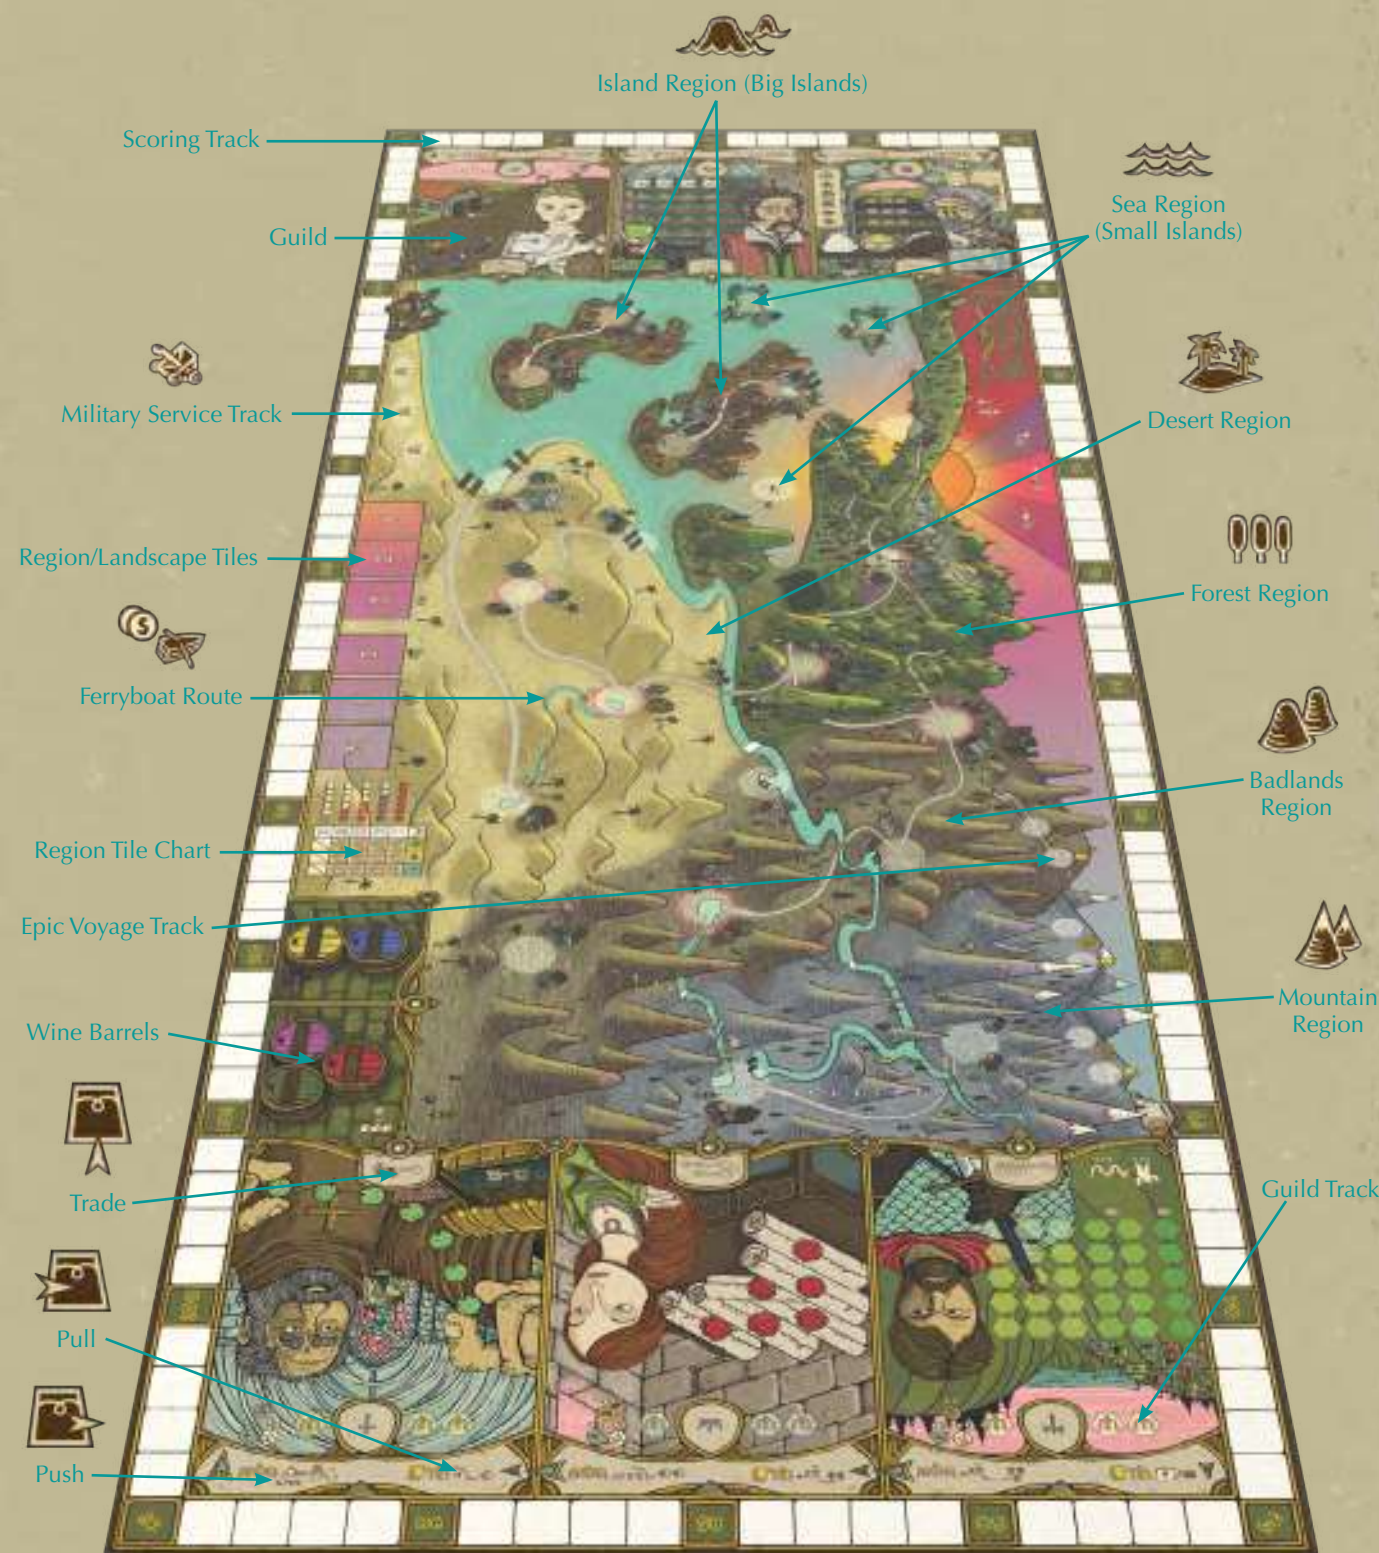 Island Region (Big Islands)
Scoring Track
Sea Region
(Small Islands)
Guild
Military Service Track
Desert Region
Region/Landscape Tiles
Forest Region
Ferryboat Route
Badlands
Region
Region Tile Chart
Epic Voyage Track
Mountain
Region
Wine Barrels
Trade
Guild Track
Pull
Push